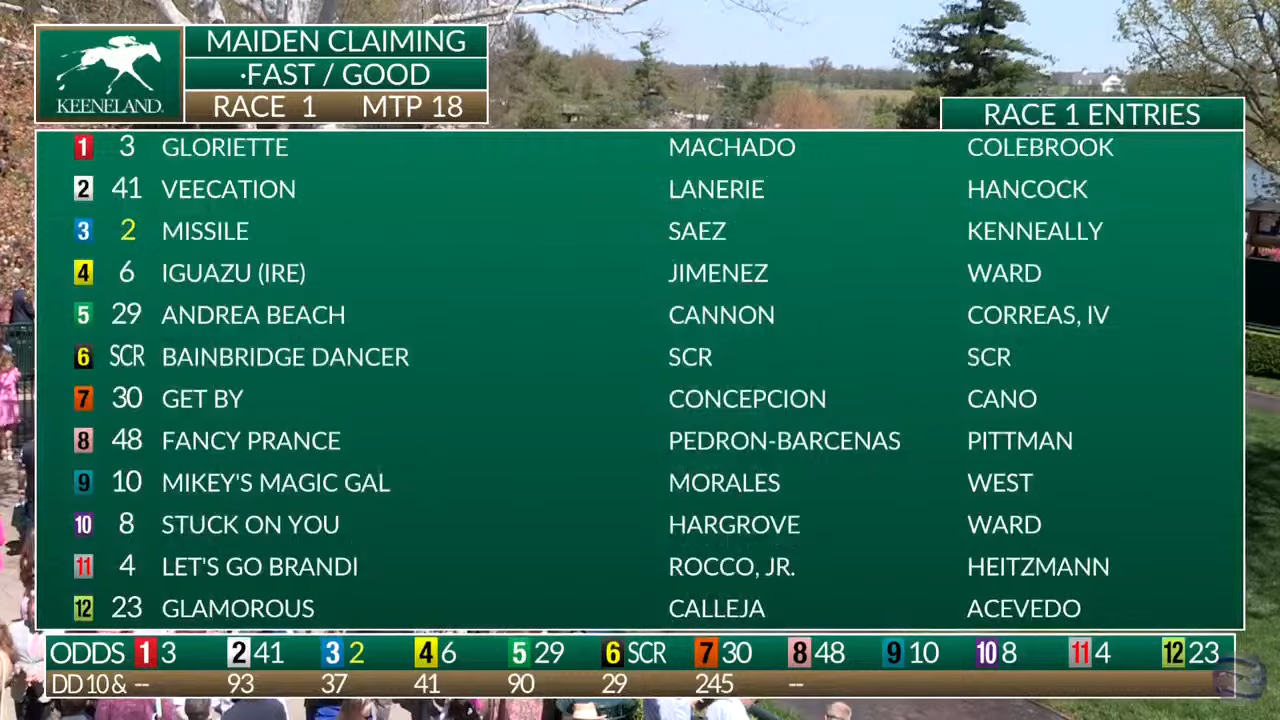 KEENELAND.
MAIDEN CLAIMING
·FAST / GOOD
RACE 1 MTP 18
RACE 1 ENTRIES
1 3 GLORIETTE MACHADO COLEBROOK
2 41 VEECATION LANERIE HANCOCK
3 2 MISSILE SAEZ KENNEALLY
4 6 IGUAZU (IRE) JIMENEZ WARD
5 29 ANDREA BEACH CANNON CORREAS, IV
6 SCR BAINBRIDGE DANCER SCR SCR
7 30 GET BY CONCEPCION CANO
8 48 FANCY PRANCE PEDRON-BARCENAS PITTMAN
9 10 MIKEY'S MAGIC GAL MORALES WEST
10 8 STUCK ON YOU HARGROVE WARD
11 4 LET'S GO BRANDI ROCCO, JR. HEITZMANN
12 23 GLAMOROUS CALLEJA ACEVEDO
ODDS 1 3 2 41 3 2 4 6 5 29 6 SCR 7 30 8 48 9 10 10 8 11 4 12 23
DD 10 & -- 93 37 41 90 29 245 --